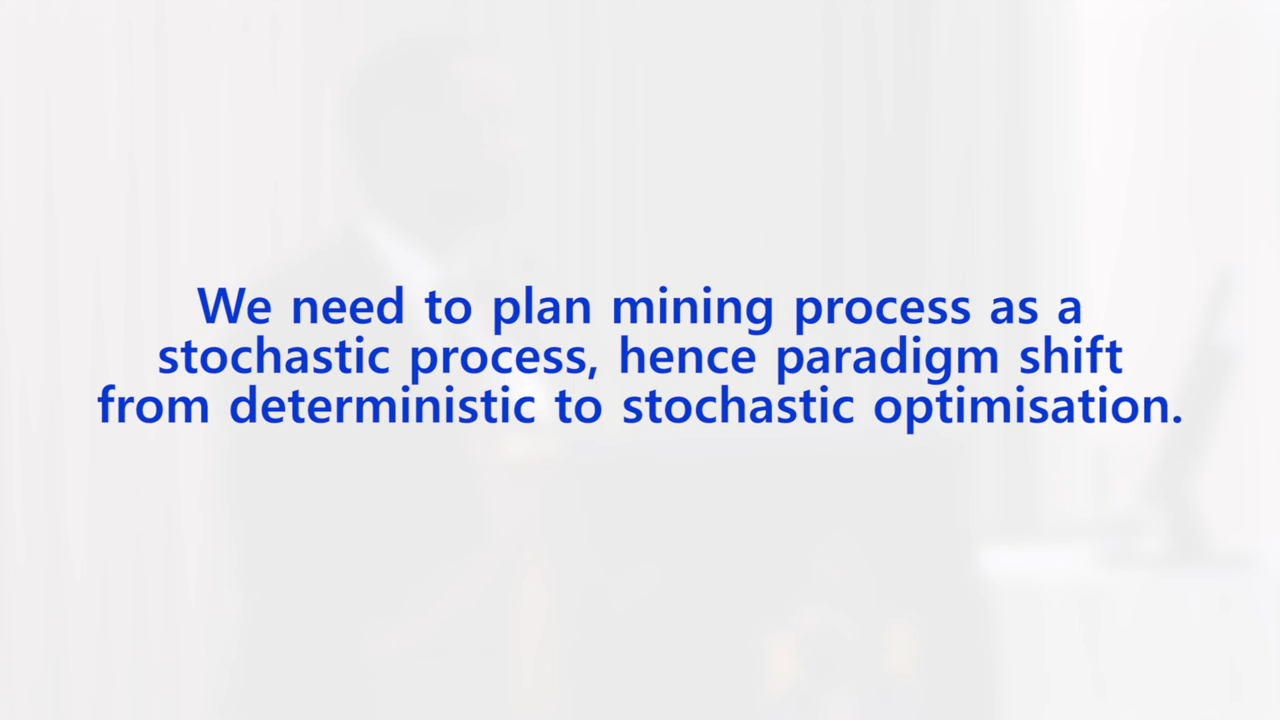 We need to plan mining process as a
stochastic process, hence paradigm shift
from deterministic to stochastic optimisation.